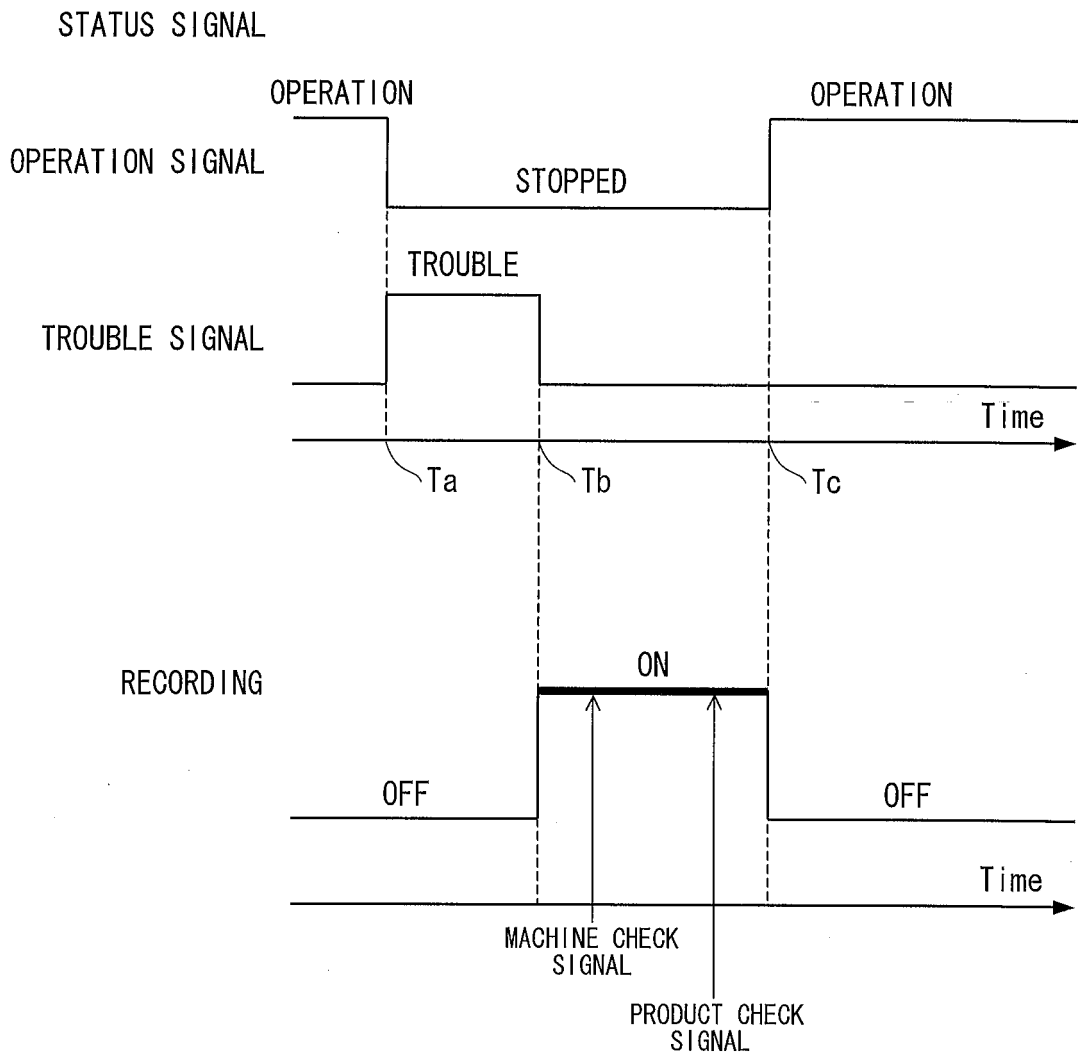 STATUS SIGNAL
OPERATION
OPERATION
OPERATION SIGNAL
STOPPED
TROUBLE
TROUBLE SIGNAL
Time
Ta
Tb
Tc
ON
RECORDING
OFF
OFF
Time
MACHINE CHECK
SIGNAL
PRODUCT CHECK
SIGNAL